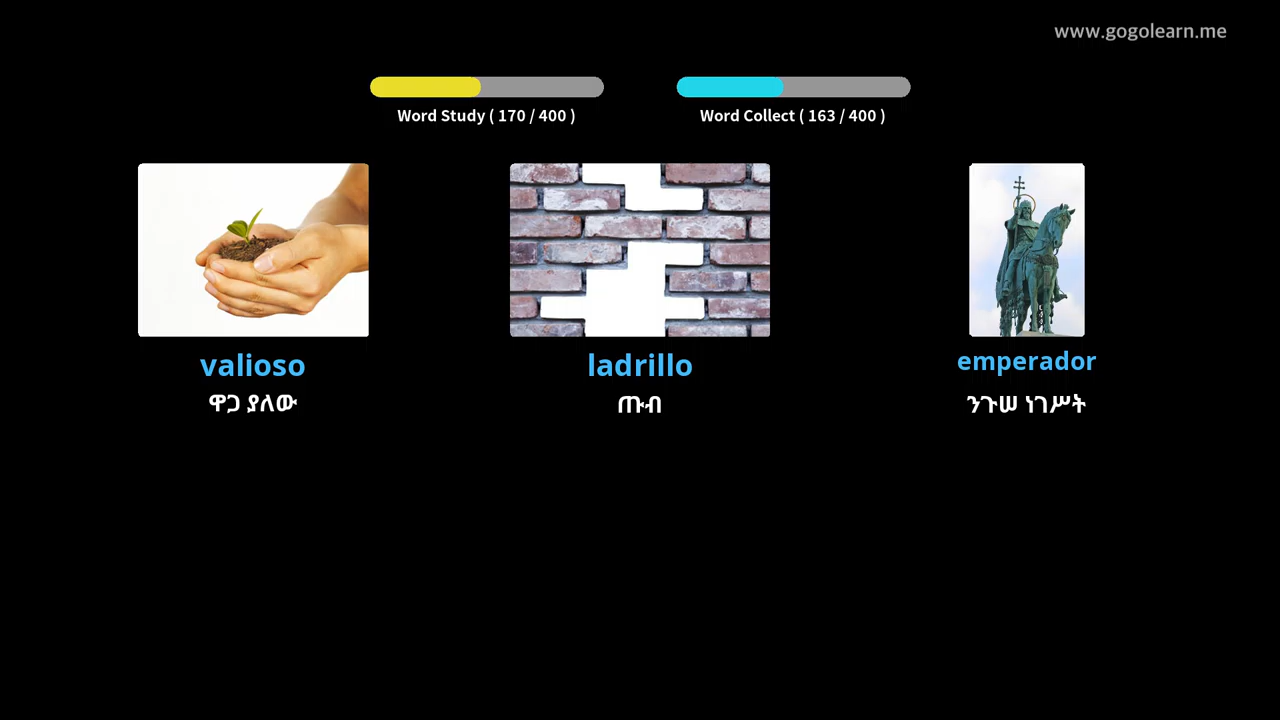 www.gogolearn.me
Word Study ( 170 / 400 )
Word Collect ( 163 / 400 )
valioso
ladrillo
emperador
ዋጋ ያለው
ጡብ
ንጉሠ ነገሥት